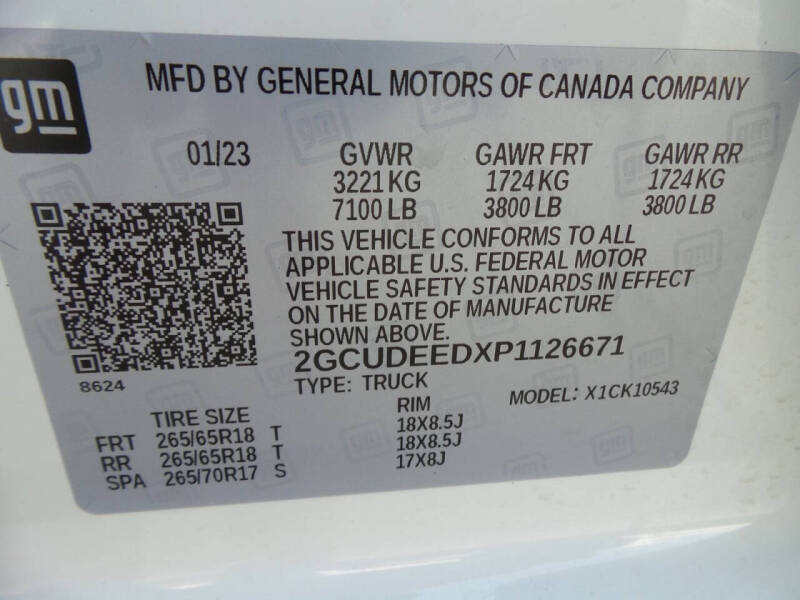 gm
MFD BY GENERAL MOTORS OF CANADA COMPANY
01/23 GVWR GAWR FRT GAWR RR
3221 KG 1724 KG 1724 KG
7100 LB 3800 LB 3800 LB
THIS VEHICLE CONFORMS TO ALL
APPLICABLE U.S. FEDERAL MOTOR
VEHICLE SAFETY STANDARDS IN EFFECT
ON THE DATE OF MANUFACTURE
SHOWN ABOVE.
2GCUDEEDXP1126671
8624
TYPE: TRUCK MODEL: X1CK10543
TIRE SIZE RIM
FRT 265/65R18 T 18X8.5J
RR 265/65R18 T 18X8.5J
SPA 265/70R17 S 17X8J